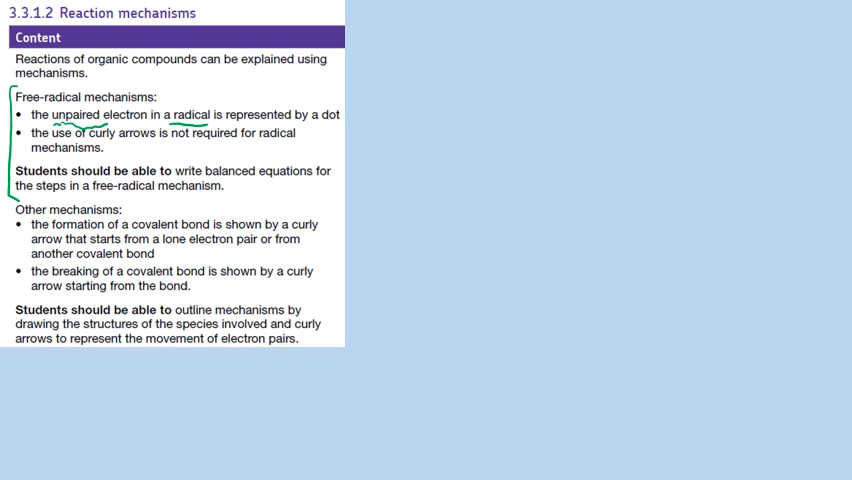 3.3.1.2 Reaction mechanisms
Content
Reactions of organic compounds can be explained using
mechanisms.
Free-radical mechanisms:
• the unpaired electron in a radical is represented by a dot
• the use of curly arrows is not required for radical
mechanisms.
Students should be able to write balanced equations for
the steps in a free-radical mechanism.
Other mechanisms:
• the formation of a covalent bond is shown by a curly
arrow that starts from a lone electron pair or from
another covalent bond
• the breaking of a covalent bond is shown by a curly
arrow starting from the bond.
Students should be able to outline mechanisms by
drawing the structures of the species involved and curly
arrows to represent the movement of electron pairs.